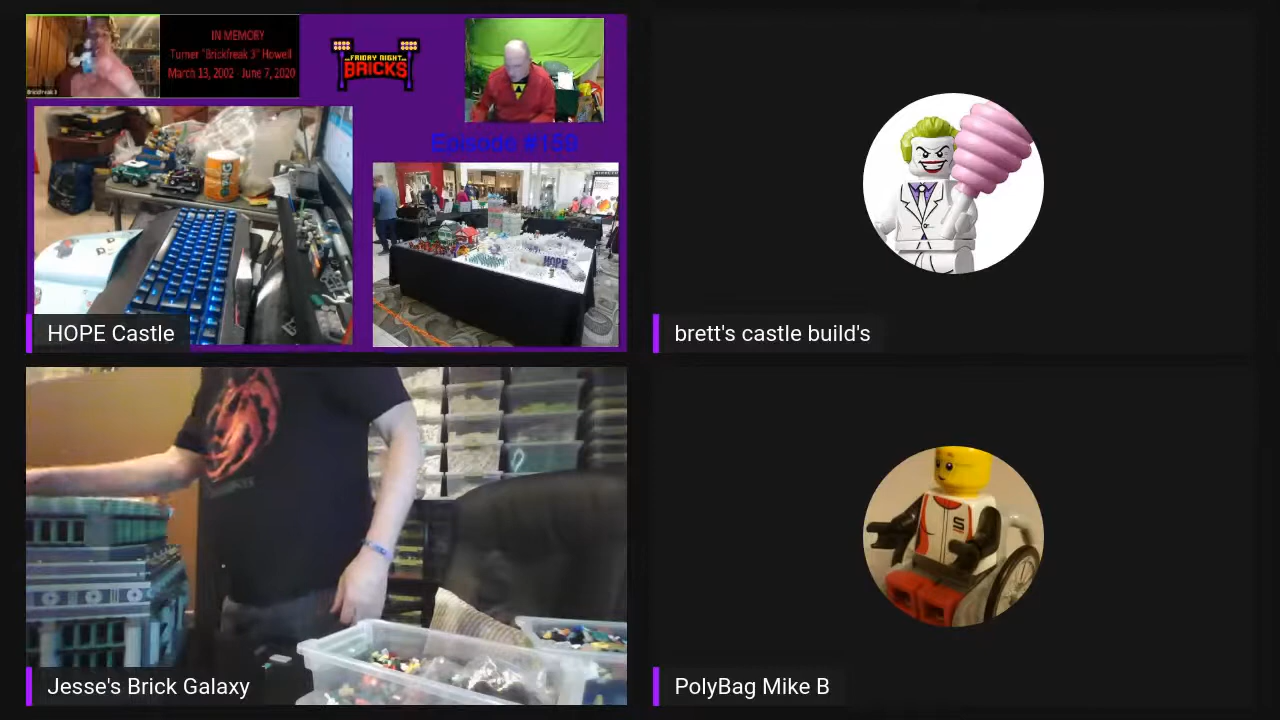 IN MEMORY
Turner "Brickfreak 3" Howell
March 13, 2002 - June 7, 2020
FRIDAY NIGHT
BRICKS
Episode #150
HOPE
HOPE Castle
brett's castle build's
Jesse's Brick Galaxy
PolyBag Mike B